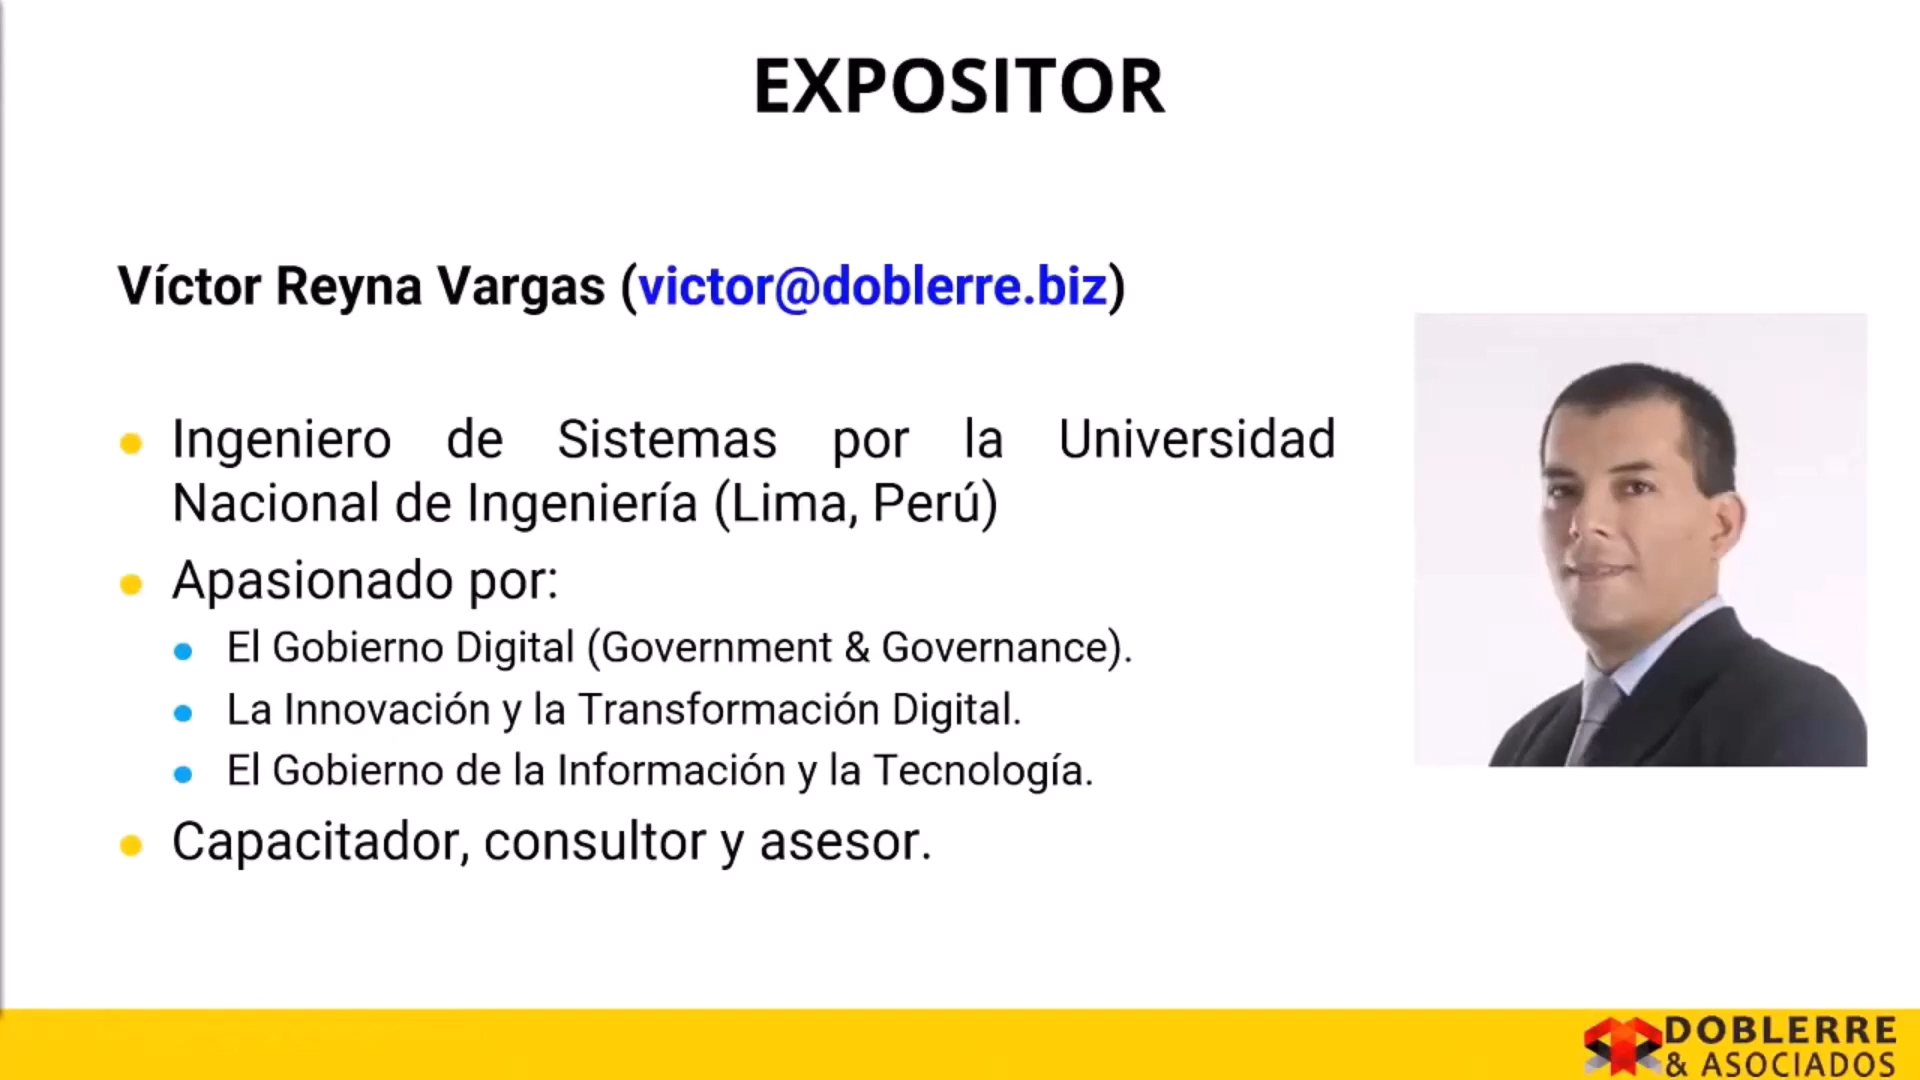 EXPOSITOR
Víctor Reyna Vargas (victor@doblerre.biz)
Ingeniero de Sistemas por la Universidad
Nacional de Ingeniería (Lima, Perú)
Apasionado por:
El Gobierno Digital (Government & Governance).
La Innovación y la Transformación Digital.
El Gobierno de la Información y la Tecnología.
Capacitador, consultor y asesor.
DOBLERRE
& ASOCIADOS